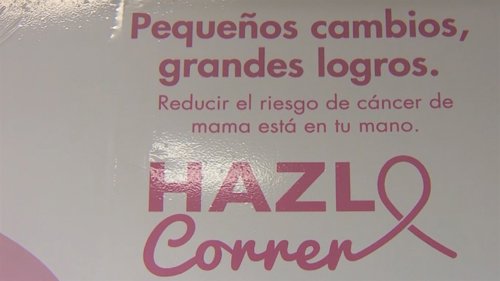 Pequeños cambios,
grandes logros.
Reducir el riesgo de cáncer de
mama está en tu mano.
HAZLO
Correr